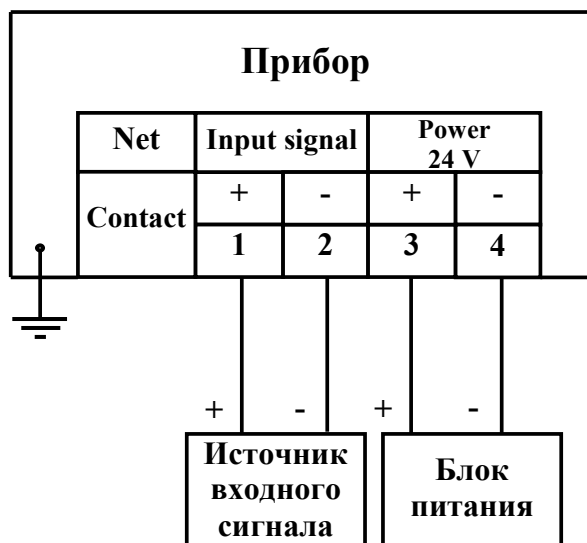 Прибор
Net Input signal Power
24 V
Contact + - + -
1 2 3 4
+ - + -
Источник
входного
сигнала
Блок
питания